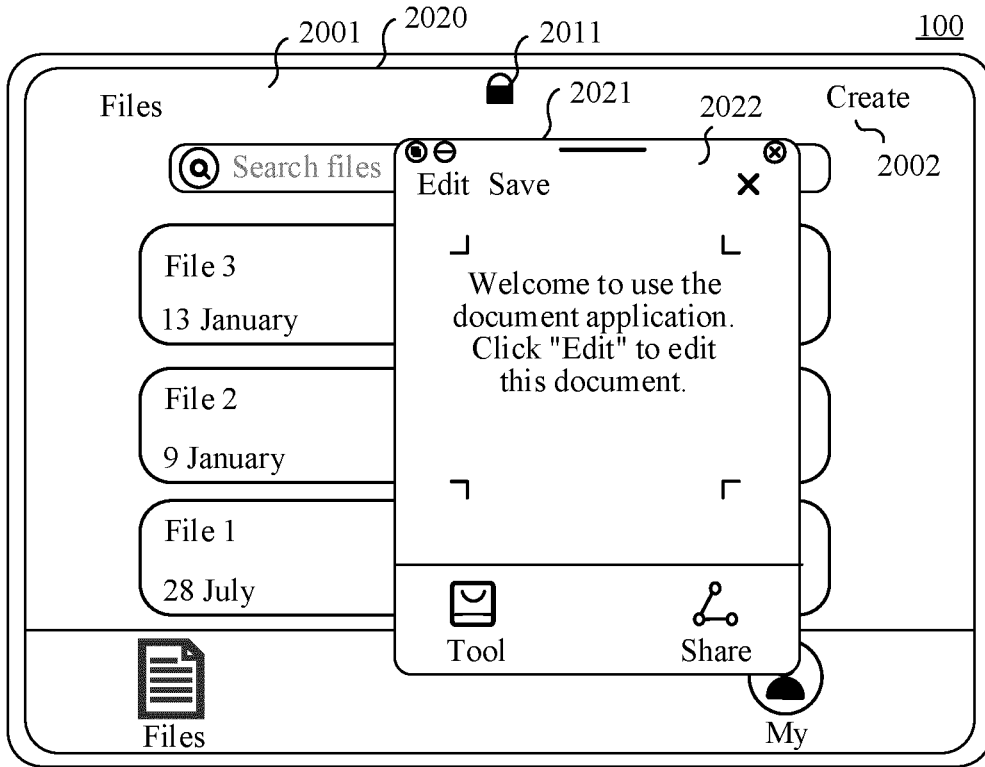 100
2001
2020
2011
Files
2021
2022
Create
2002
Search files
Edit Save
File 3
13 January
Welcome to use the
document application.
Click "Edit" to edit
this document.
File 2
9 January
File 1
28 July
Tool
Share
Files
My